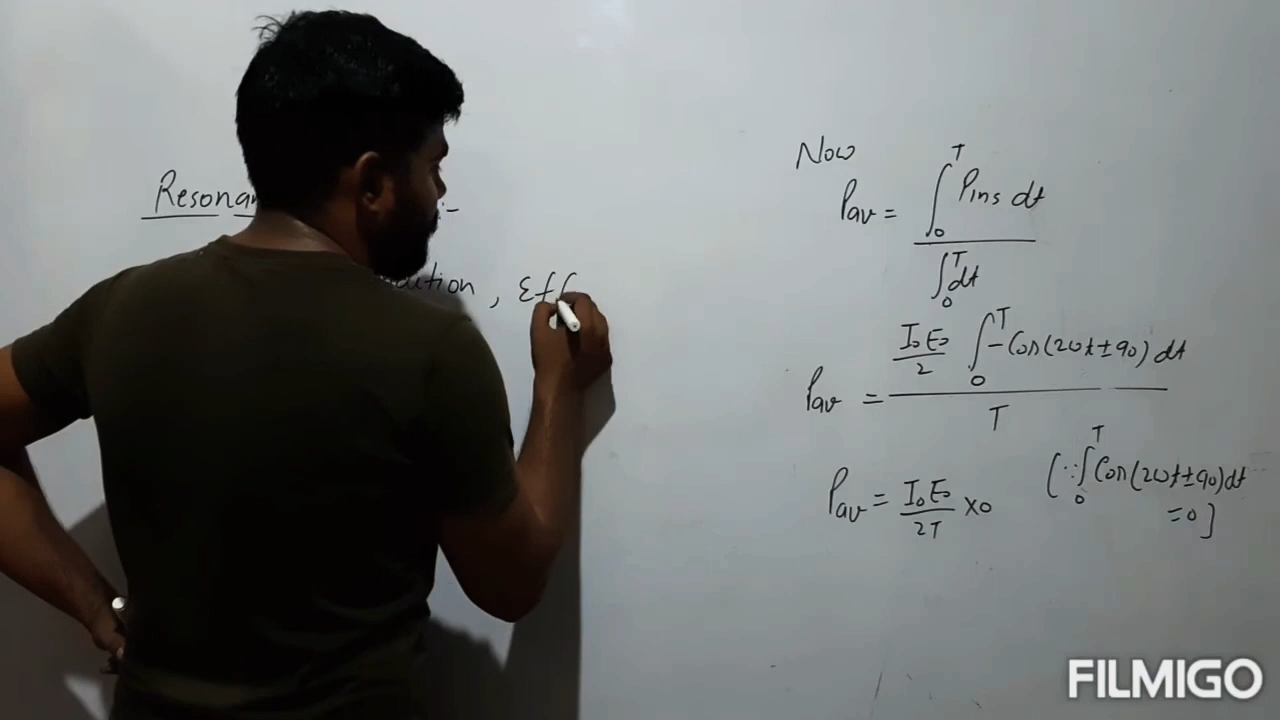 Resonan :-
dition, Eff
Now
Pav = ∫₀ᵀ Pins dt / ∫₀ᵀ dt
Pav = I₀E₀/2 ∫₀ᵀ -Cos(2ωt±90) dt / T
Pav = I₀E₀/2T ×0 (∵∫₀ᵀ Cos(2ωt±90)dt
=0]
FILMIGO